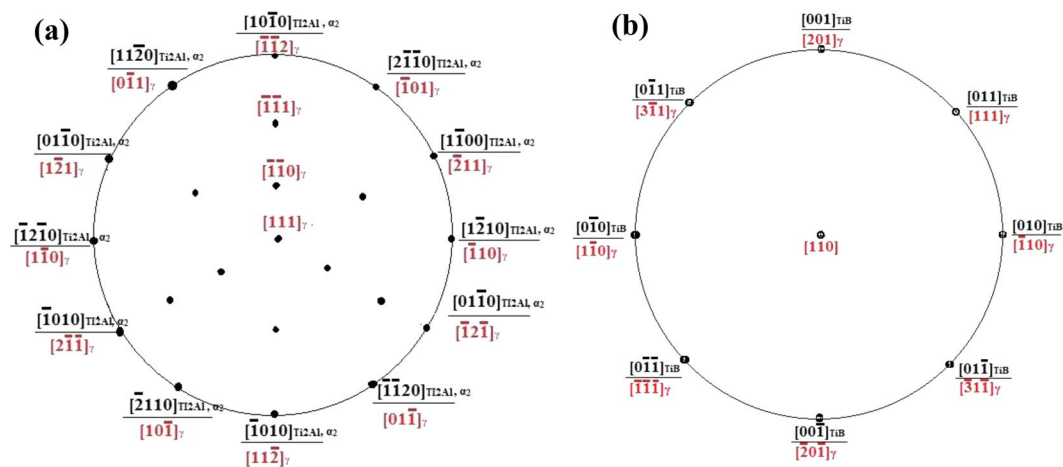 (a)
[10̅10]Ti2Al, α2
[1̅1̅2]γ
[112̅0]Ti2Al, α2
[01̅1]γ
[21̅1̅0]Ti2Al, α2
[1̅01]γ
[1̅1̅1]γ
[011̅0]Ti2Al, α2
[12̅1]γ
[11̅00]Ti2Al, α2
[2̅11]γ
[1̅1̅0]γ
[111]γ
[1̅21̅0]Ti2Al, α2
[11̅0]γ
[12̅10]Ti2Al, α2
[1̅10]γ
[1̅010]Ti2Al, α2
[21̅1̅]γ
[011̅0]Ti2Al, α2
[1̅21̅]γ
[2̅110]Ti2Al, α2
[101̅]γ
[1̅010]Ti2Al, α2
[112̅]γ
[1̅1̅20]Ti2Al, α2
[011̅]γ
(b)
[001]TiB
[201]γ
[01̅1]TiB
[31̅1]γ
[011]TiB
[111]γ
[01̅0]TiB
[11̅0]γ
[110]
[010]TiB
[1̅10]γ
[01̅1̅]TiB
[1̅1̅1̅]γ
[011̅]TiB
[3̅11̅]γ
[001̅]TiB
[2̅01̅]γ